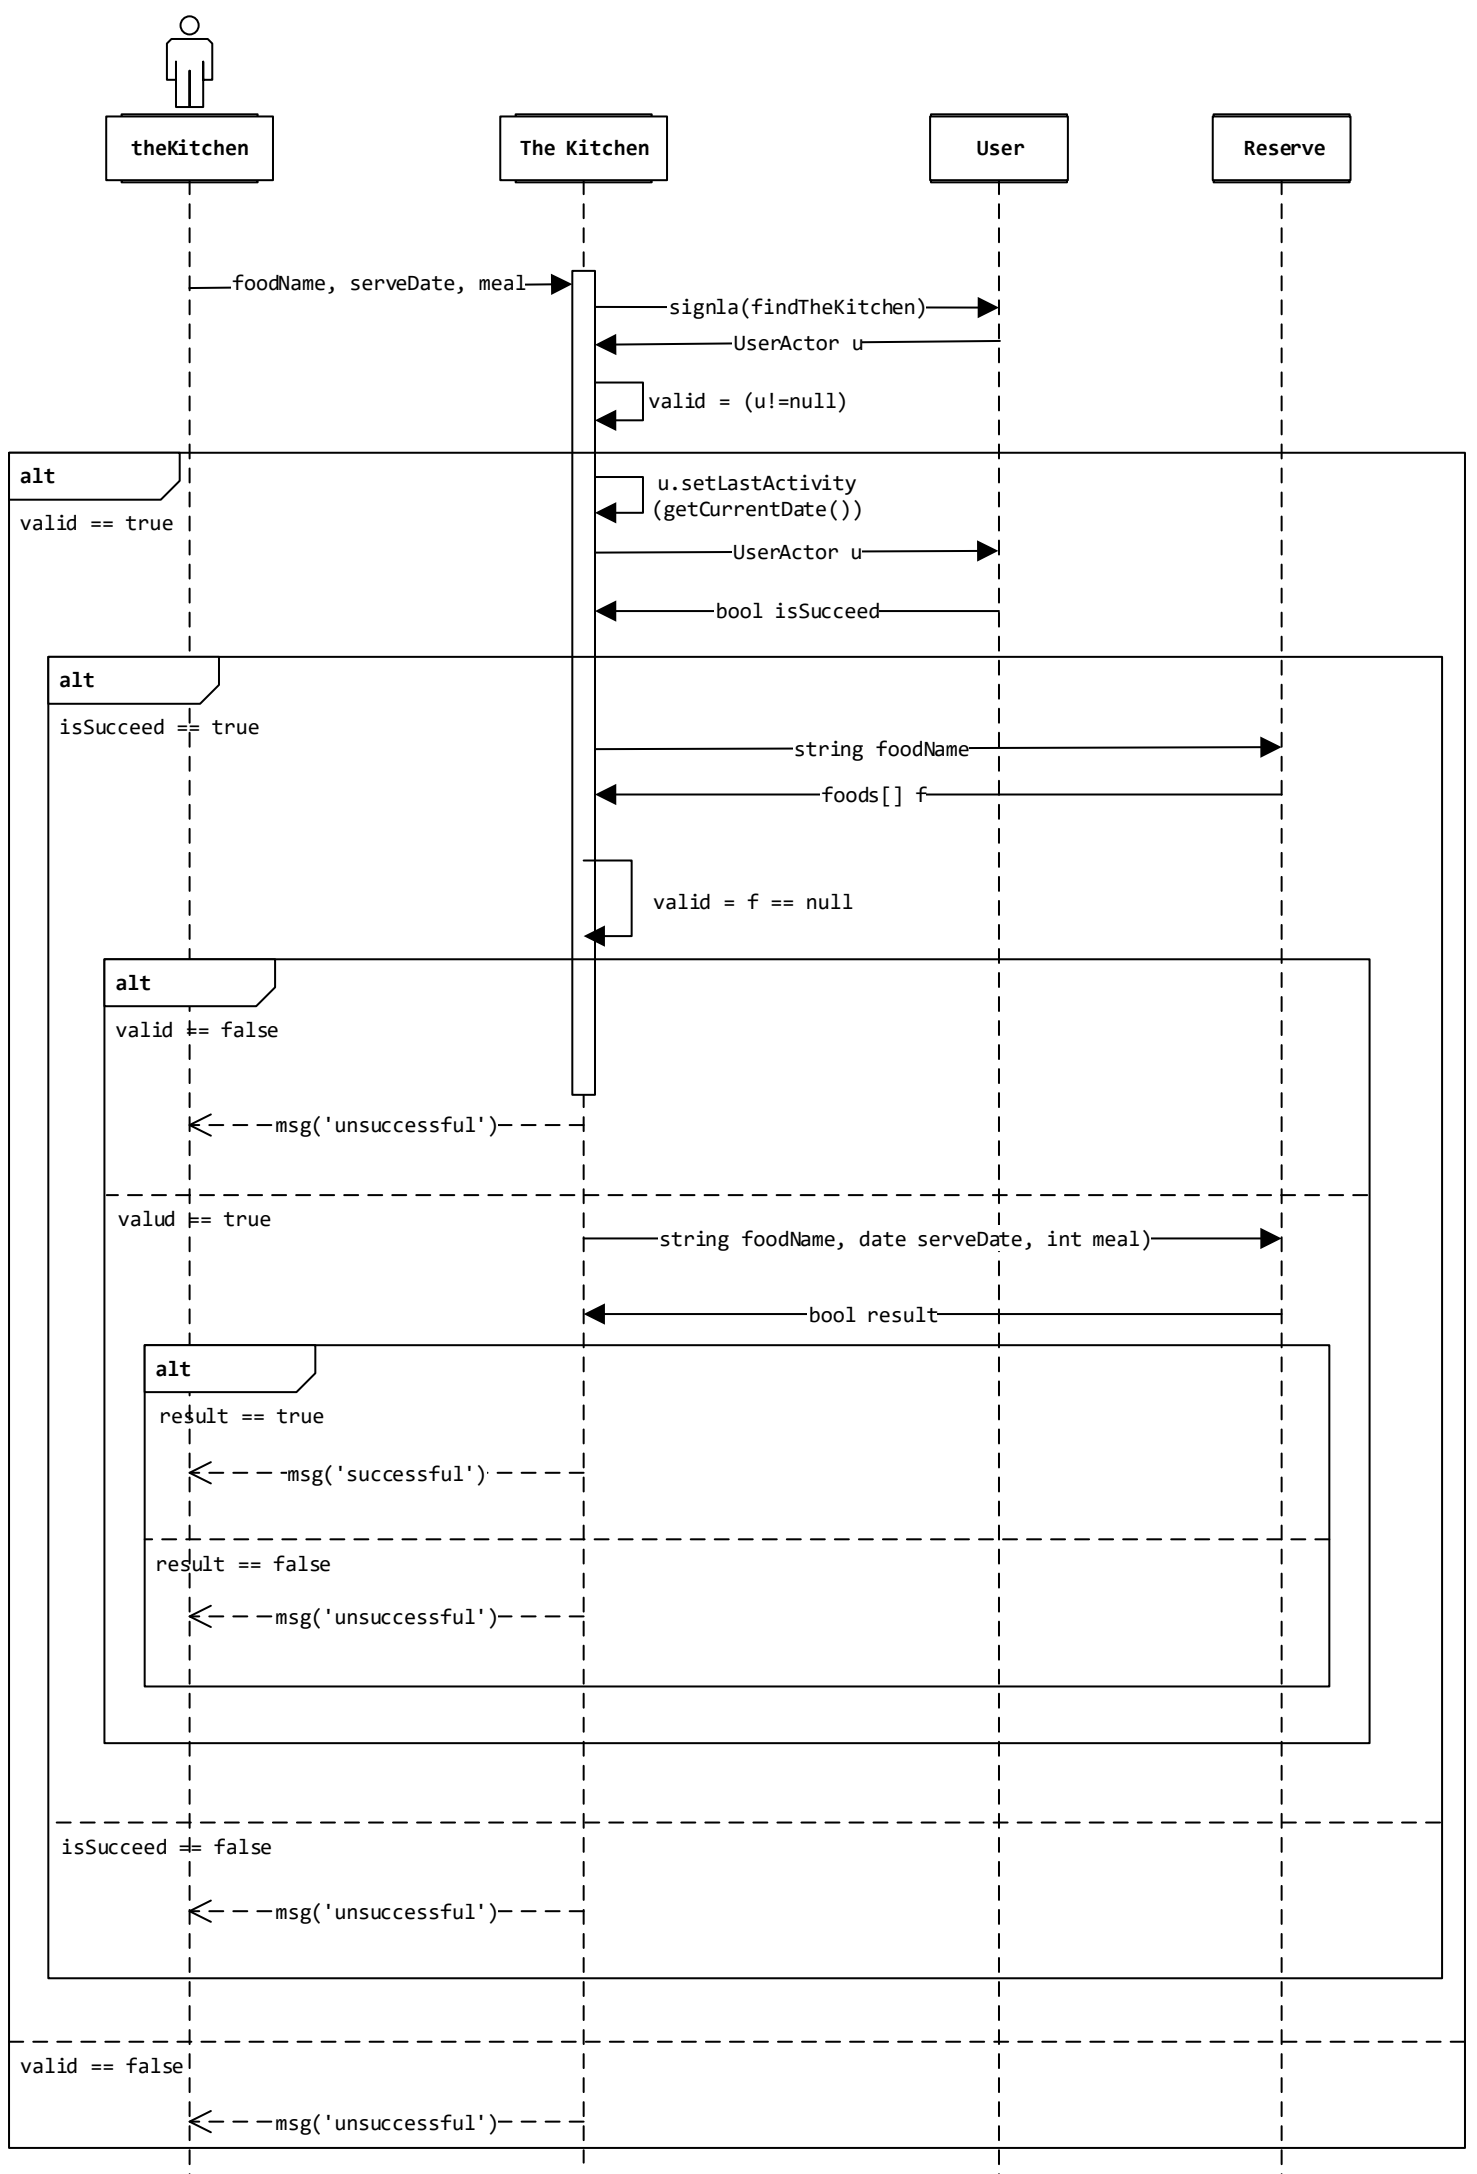 theKitchen
The Kitchen
User
Reserve
foodName, serveDate, meal
signla(findTheKitchen)
UserActor u
valid = (u!=null)
alt
valid == true
u.setLastActivity
(getCurrentDate())
UserActor u
bool isSucceed
alt
isSucceed == true
string foodName
foods[] f
valid = f == null
alt
valid == false
msg('unsuccessful')
valud == true
string foodName, date serveDate, int meal)
bool result
alt
result == true
msg('successful')
result == false
msg('unsuccessful')
isSucceed == false
msg('unsuccessful')
valid == false
msg('unsuccessful')